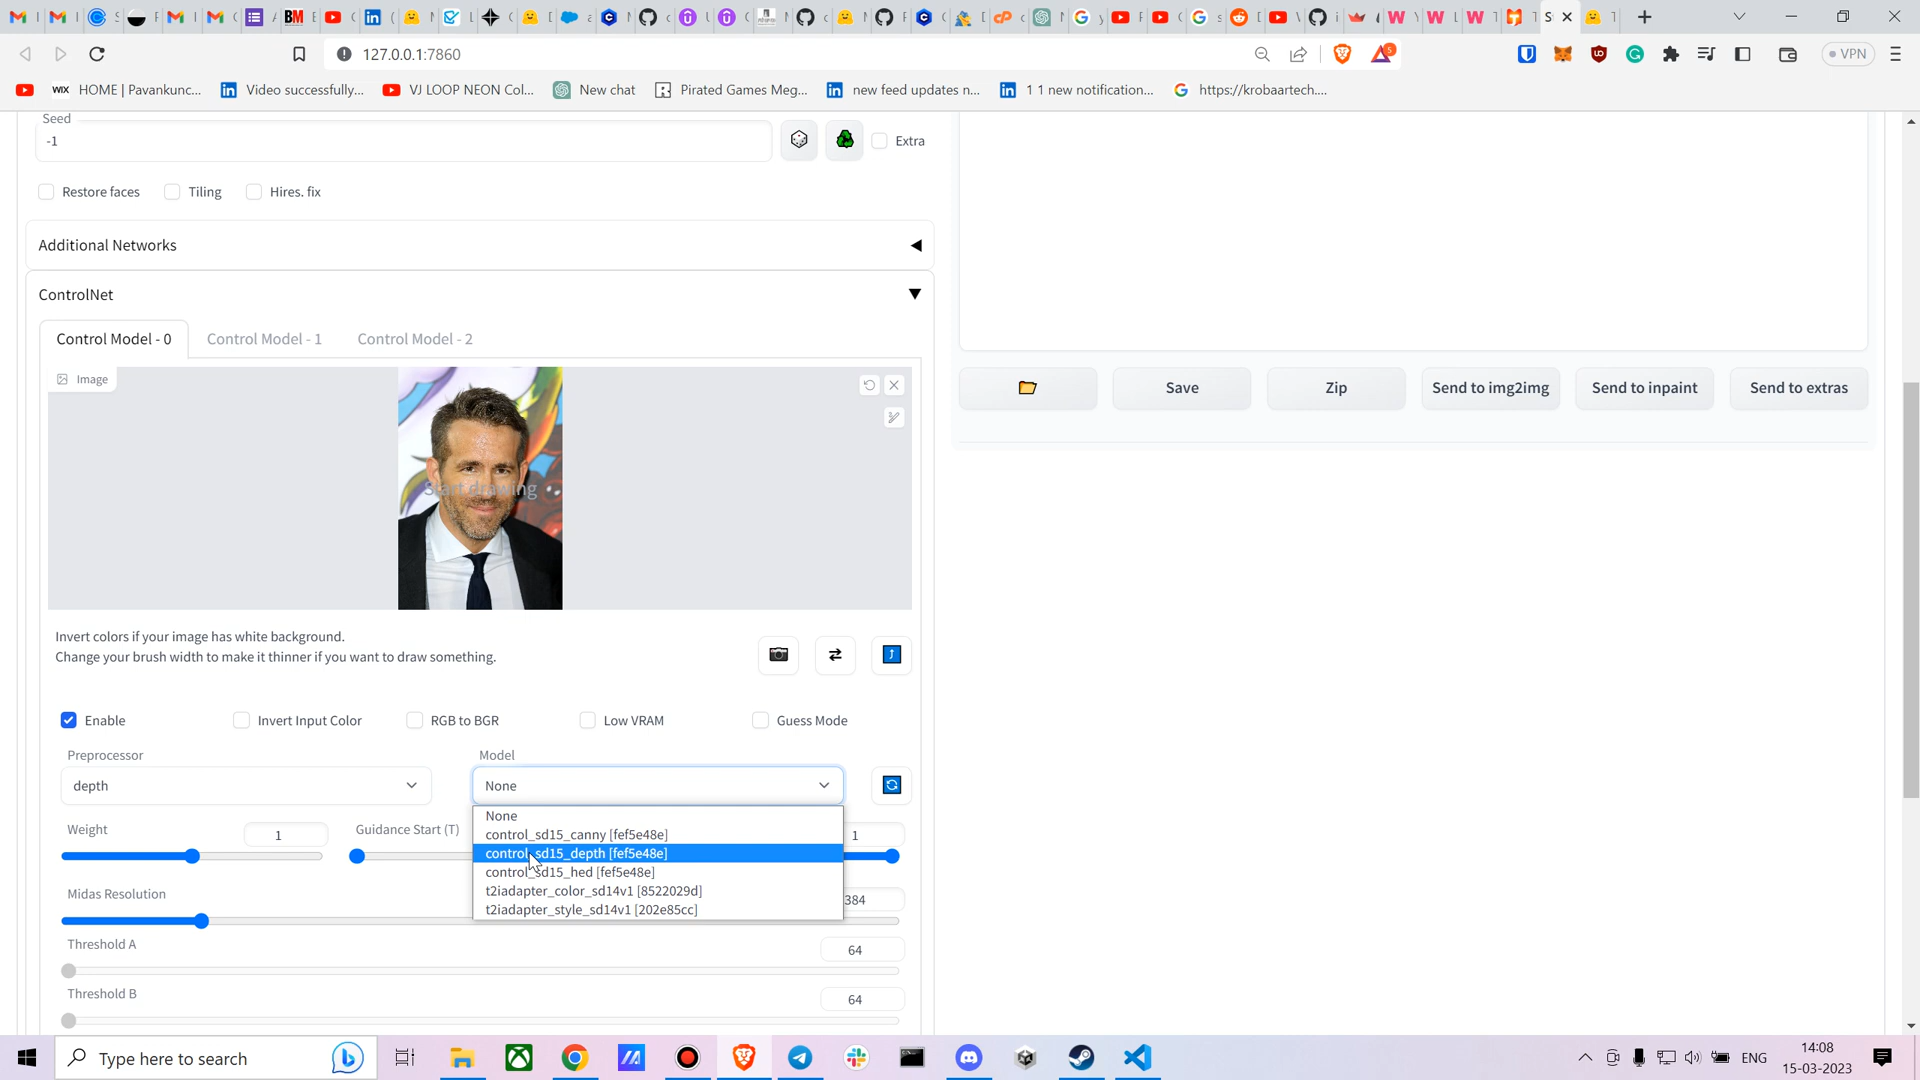 127.0.0.1:7860
VPN
HOME | Pavankunc...
Video successfully...
VJ LOOP NEON Col...
New chat
Pirated Games Meg...
new feed updates n...
1 1 new notification...
https://krobaartech....
Seed
-1
Extra
Restore faces
Tiling
Hires. fix
Additional Networks
ControlNet
Control Model - 0
Control Model - 1
Control Model - 2
Image
Start drawing
Save
Zip
Send to img2img
Send to inpaint
Send to extras
Invert colors if your image has white background.
Change your brush width to make it thinner if you want to draw something.
Enable
Invert Input Color
RGB to BGR
Low VRAM
Guess Mode
Preprocessor
depth
Model
None
None
control_sd15_canny [fef5e48e]
control_sd15_depth [fef5e48e]
control_sd15_hed [fef5e48e]
t2iadapter_color_sd14v1 [8522029d]
t2iadapter_style_sd14v1 [202e85cc]
Weight
1
Guidance Start (T)
1
Midas Resolution
384
Threshold A
64
Threshold B
64
Type here to search
ENG
14:08
15-03-2023